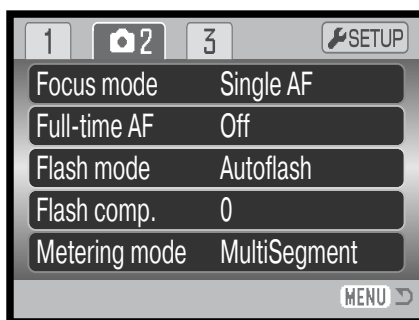 1 2 3 SETUP
Focus mode Single AF
Full-time AF Off
Flash mode Autoflash
Flash comp. 0
Metering mode MultiSegment
MENU